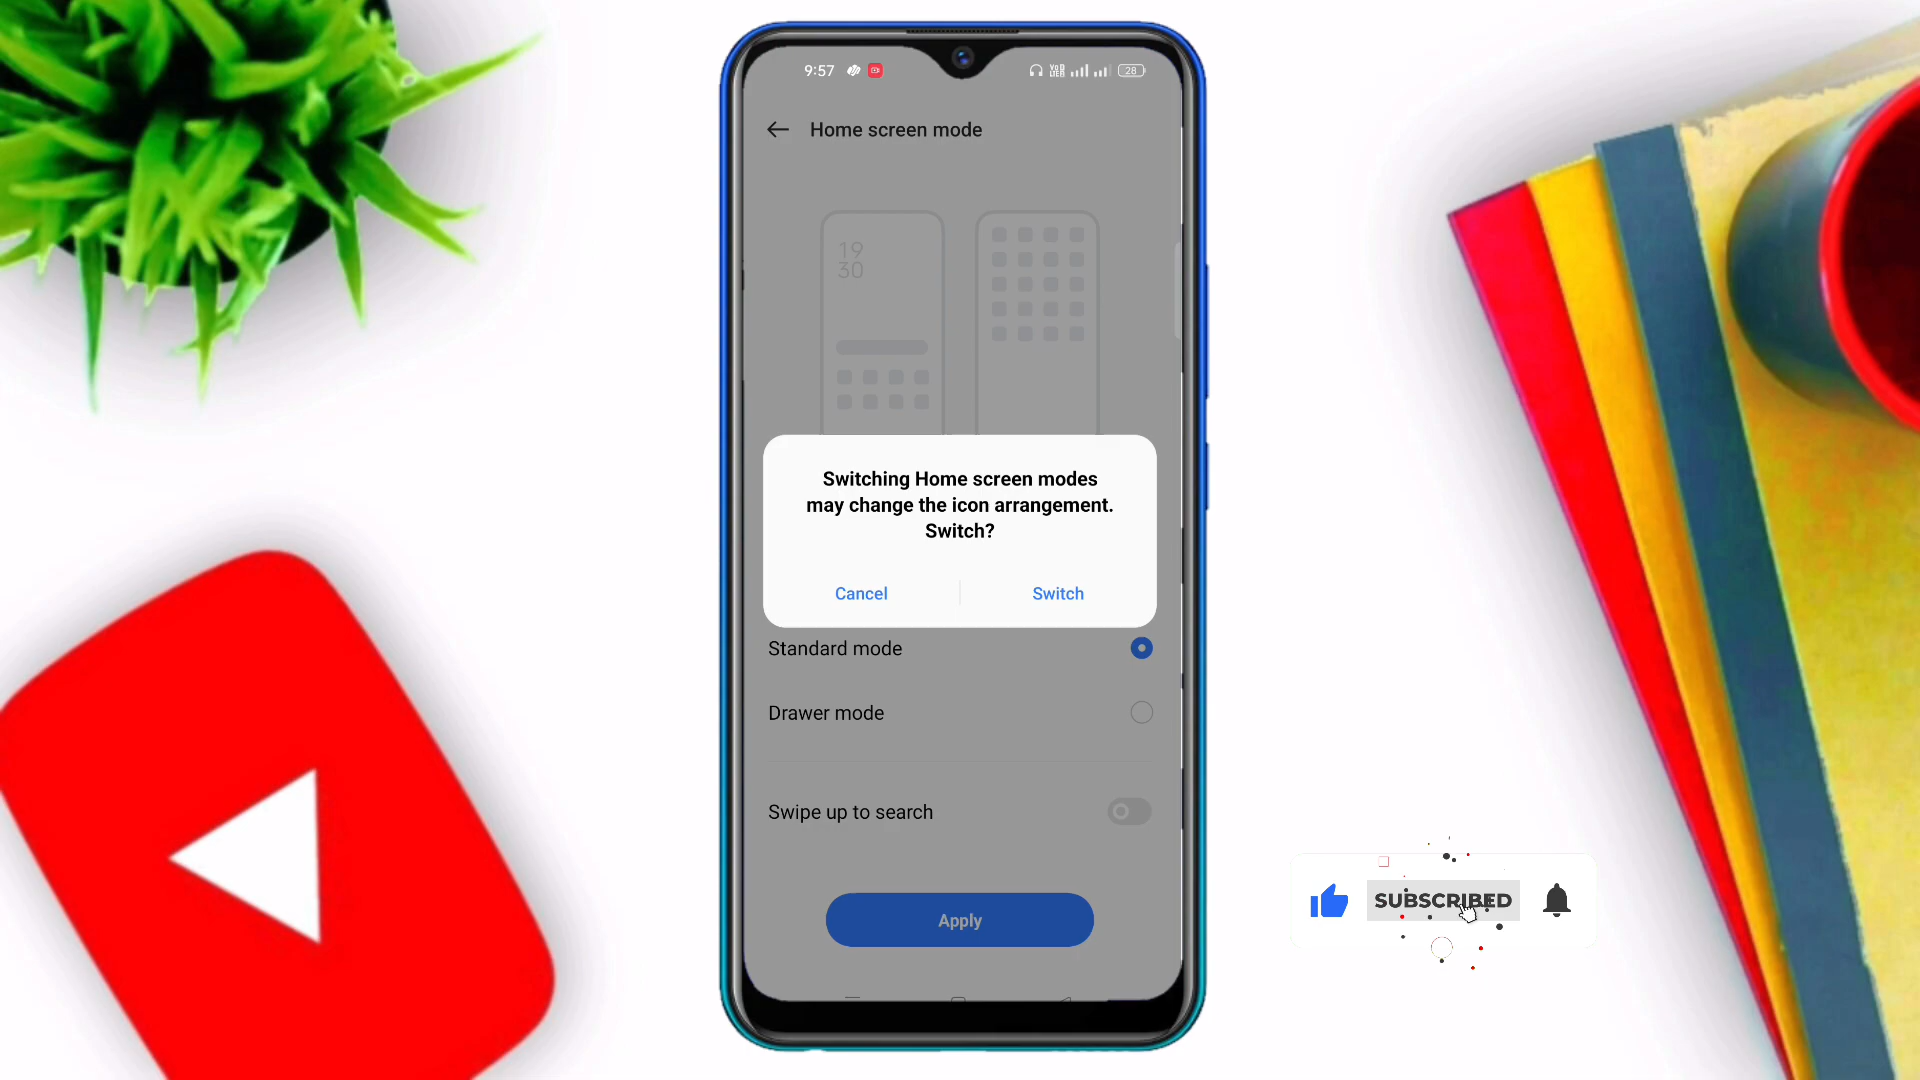 9:57
28
Home screen mode
19
30
Switching Home screen modes
may change the icon arrangement.
Switch?
Cancel
Switch
Standard mode
Drawer mode
Swipe up to search
Apply
SUBSCRIBED